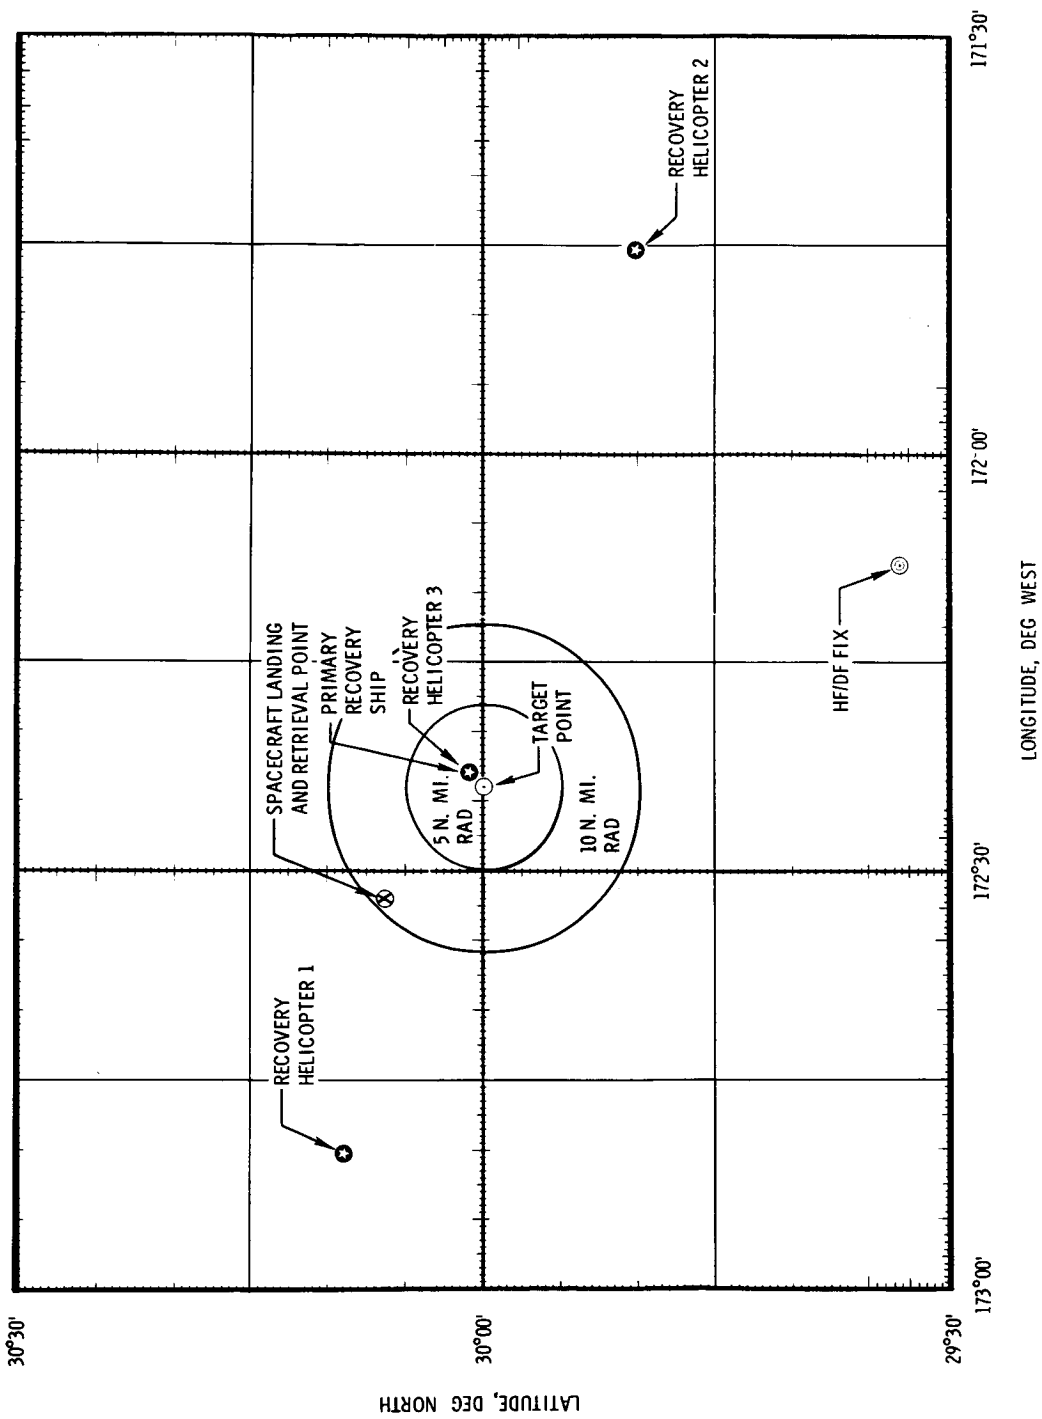 30°30'
30°00'
29°30'
LATITUDE, DEG NORTH
173°00'
172°30'
172°00'
171°30'
LONGITUDE, DEG WEST
RECOVERY
HELICOPTER 1
SPACECRAFT LANDING
AND RETRIEVAL POINT
PRIMARY
RECOVERY
SHIP
RECOVERY
HELICOPTER 3
5 N. MI.
RAD
TARGET
POINT
10 N. MI.
RAD
RECOVERY
HELICOPTER 2
HF/DF FIX